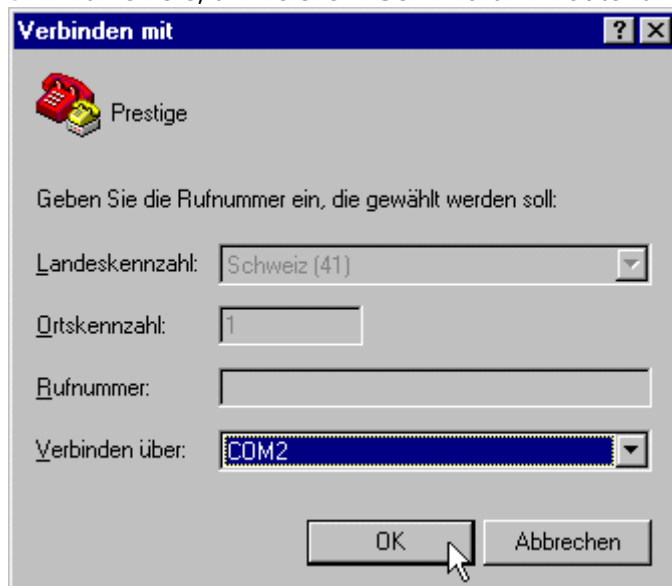 Verbinden mit
Prestige
Geben Sie die Rufnummer ein, die gewählt werden soll:
Landeskennzahl: Schweiz (41)
Ortskennzahl: 1
Rufnummer:
Verbinden über: COM2
OK Abbrechen